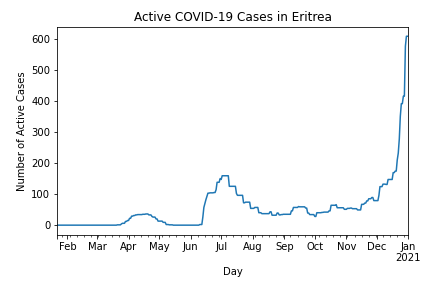 Active COVID-19 Cases in Eritrea
Number of Active Cases
600
500
400
300
200
100
0
Feb Mar Apr May Jun Jul Aug Sep Oct Nov Dec Jan
2021
Day